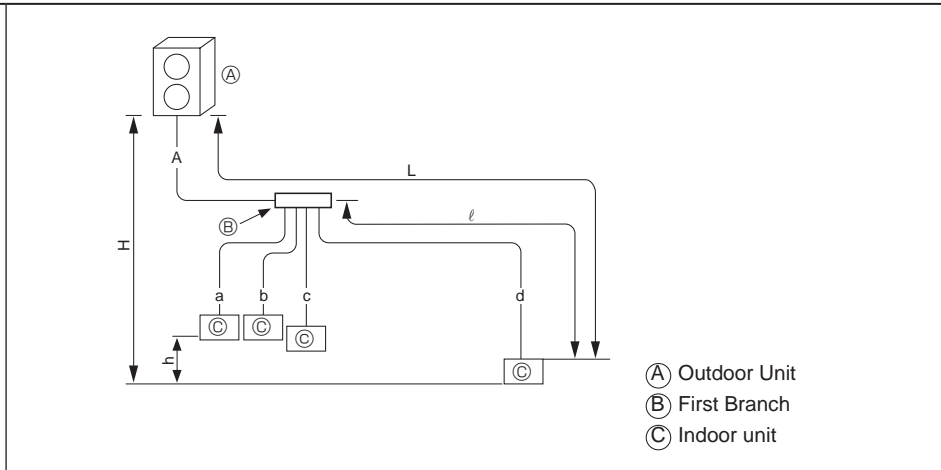 Ⓐ
A
L
Ⓑ
ℓ
H
a
b
c
d
Ⓒ
Ⓒ
Ⓒ
h
Ⓒ
Ⓐ Outdoor Unit
Ⓑ First Branch
Ⓒ Indoor unit